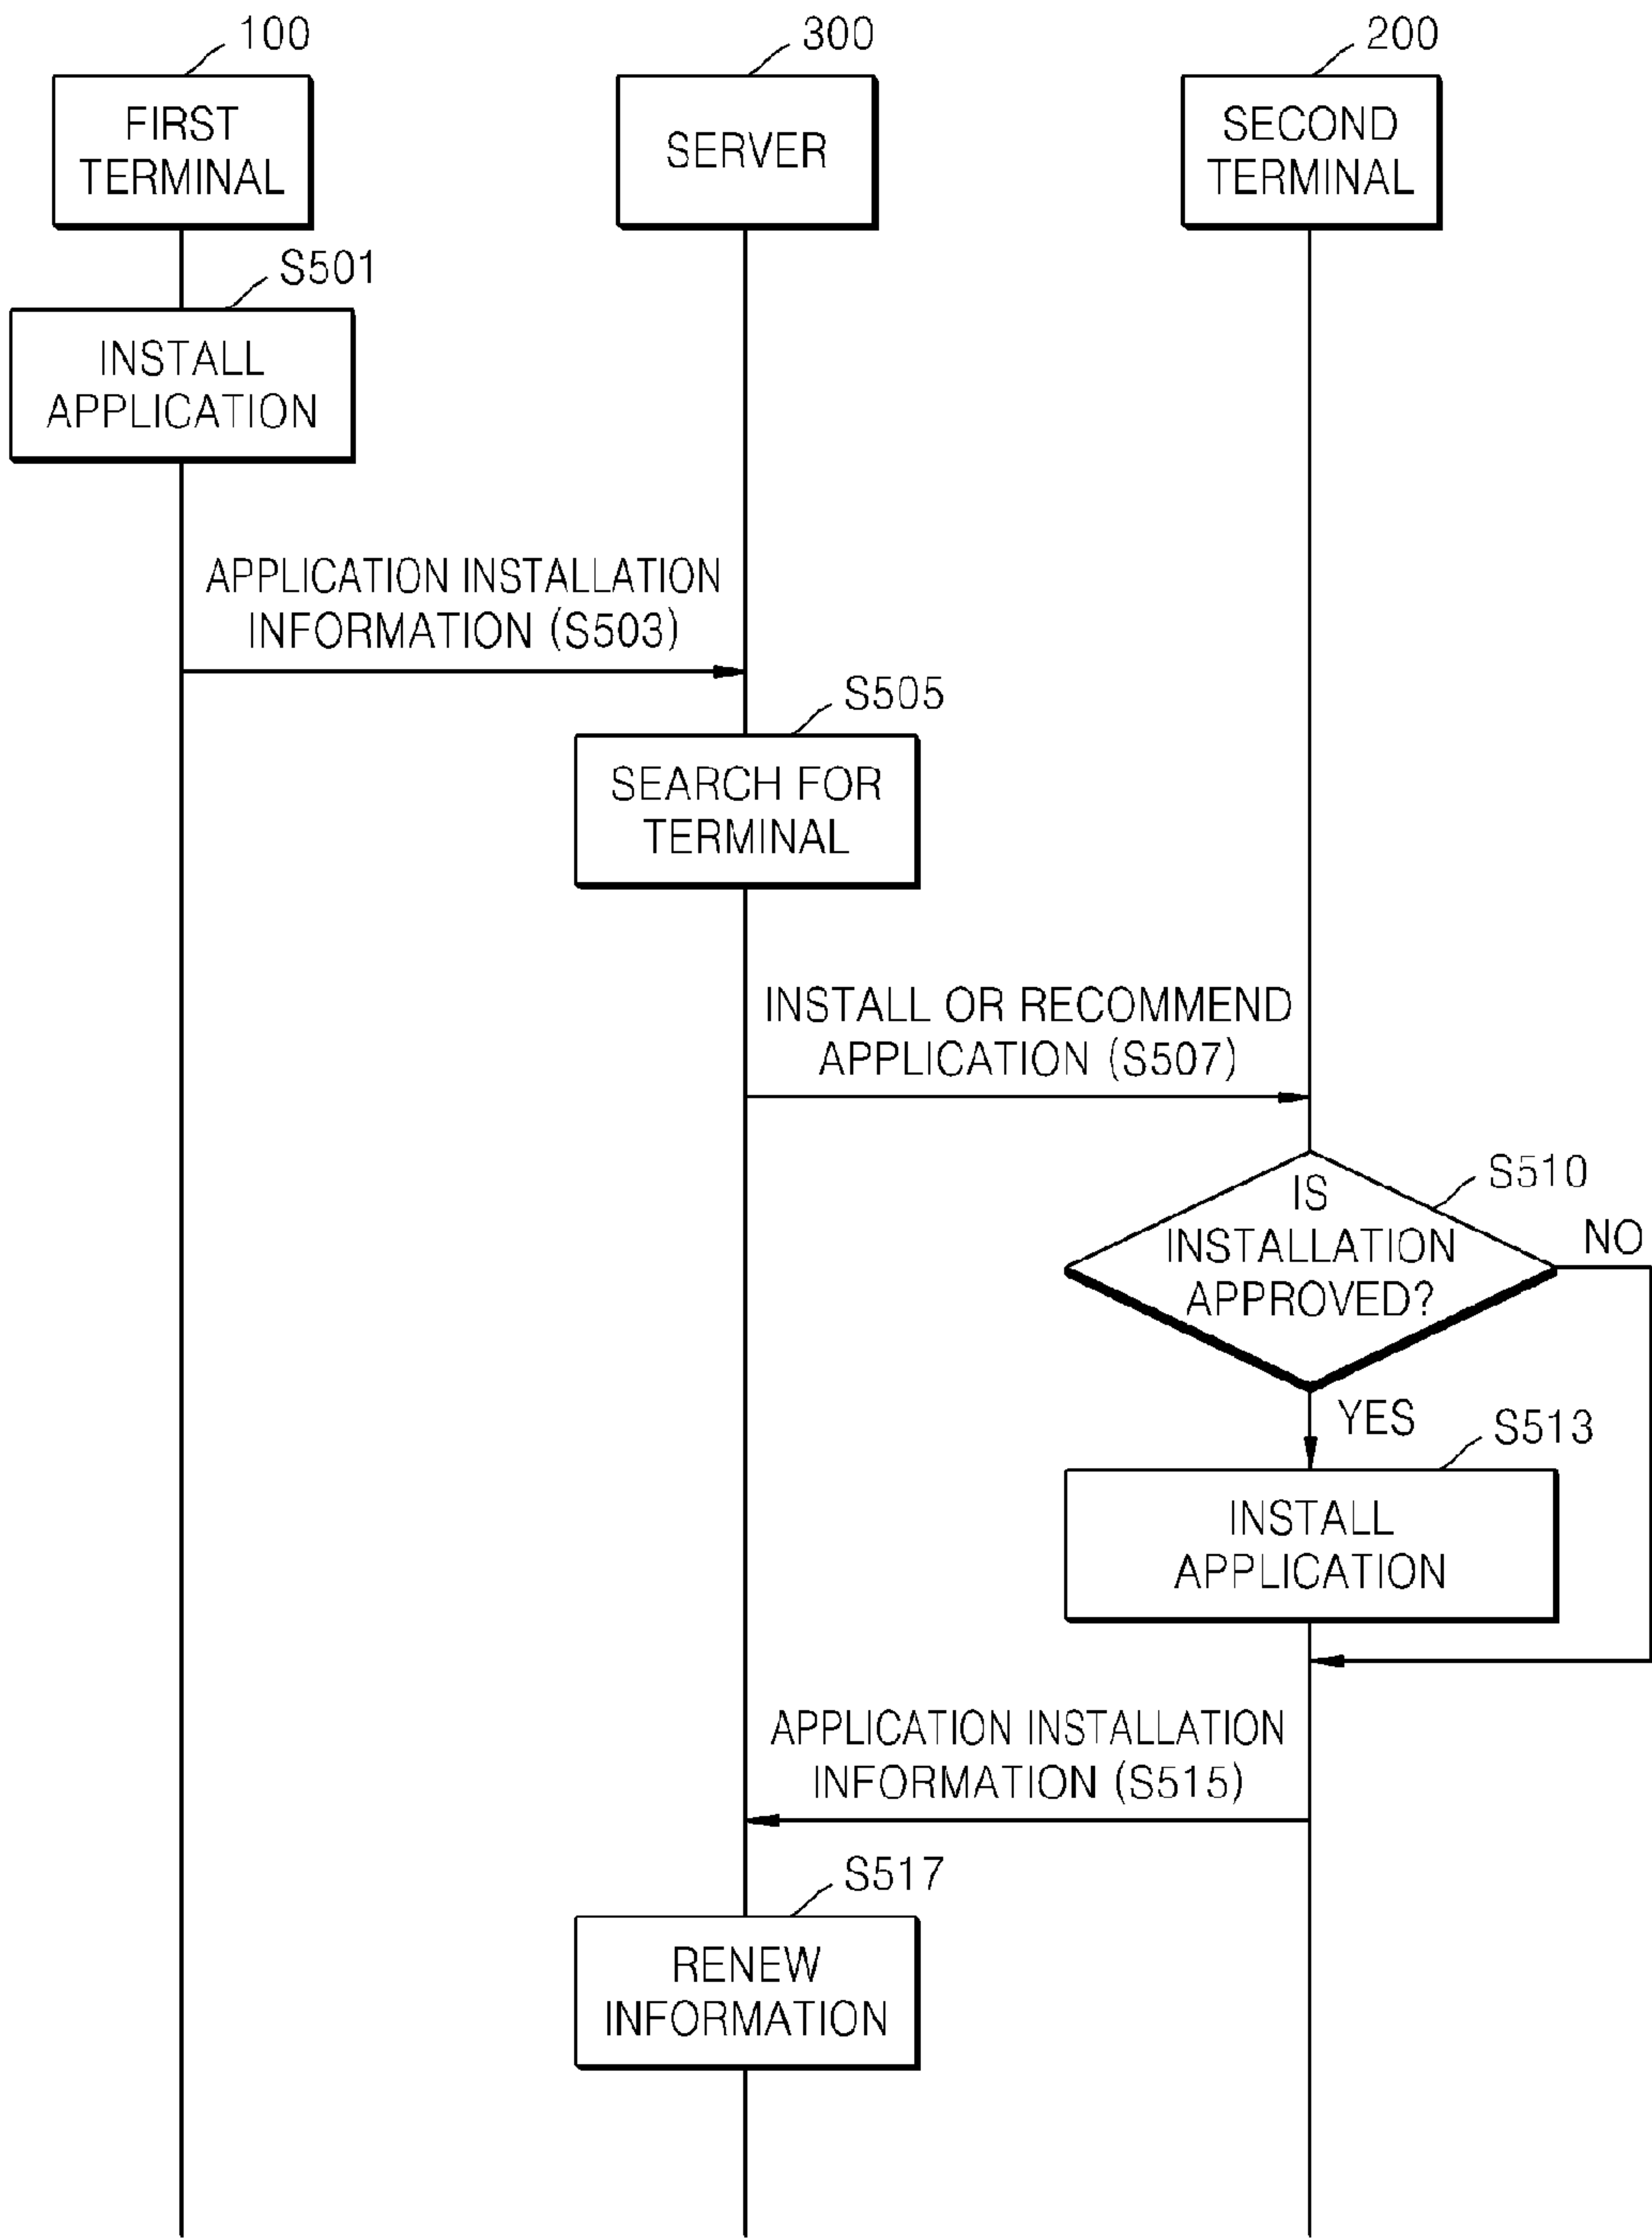 100
300
200
FIRST
TERMINAL
SERVER
SECOND
TERMINAL
S501
INSTALL
APPLICATION
APPLICATION INSTALLATION
INFORMATION (S503)
S505
SEARCH FOR
TERMINAL
INSTALL OR RECOMMEND
APPLICATION (S507)
S510
IS
INSTALLATION
APPROVED?
NO
YES
S513
INSTALL
APPLICATION
APPLICATION INSTALLATION
INFORMATION (S515)
S517
RENEW
INFORMATION